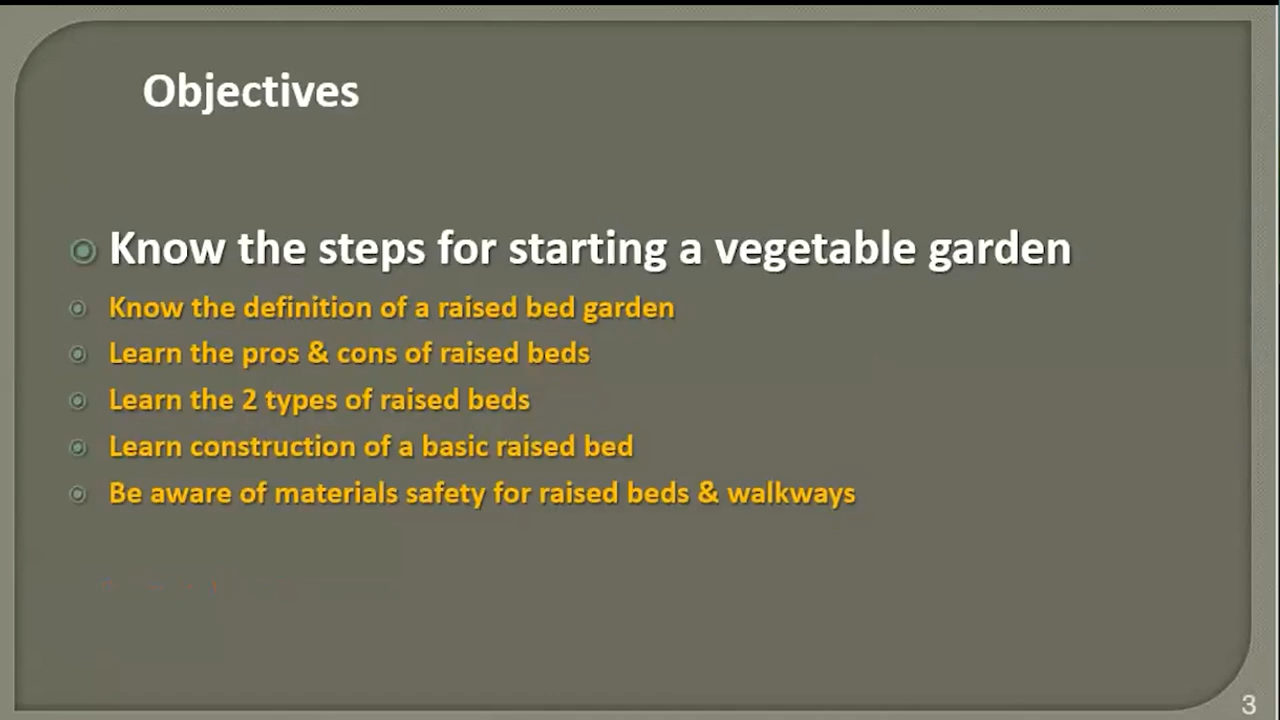 Objectives
Know the steps for starting a vegetable garden
Know the definition of a raised bed garden
Learn the pros & cons of raised beds
Learn the 2 types of raised beds
Learn construction of a basic raised bed
Be aware of materials safety for raised beds & walkways
3